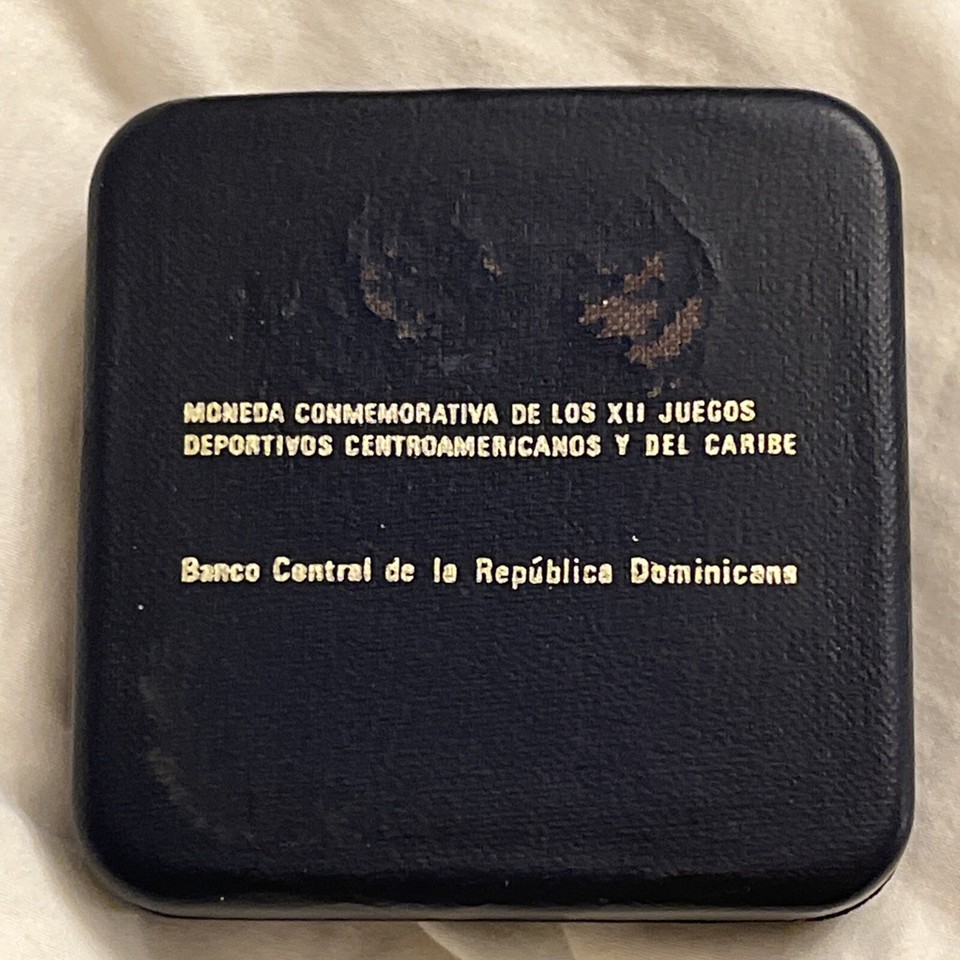 MONEDA CONMEMORATIVA DE LOS XII JUEGOS
DEPORTIVOS CENTROAMERICANOS Y DEL CARIBE
Banco Central de la República Dominicana